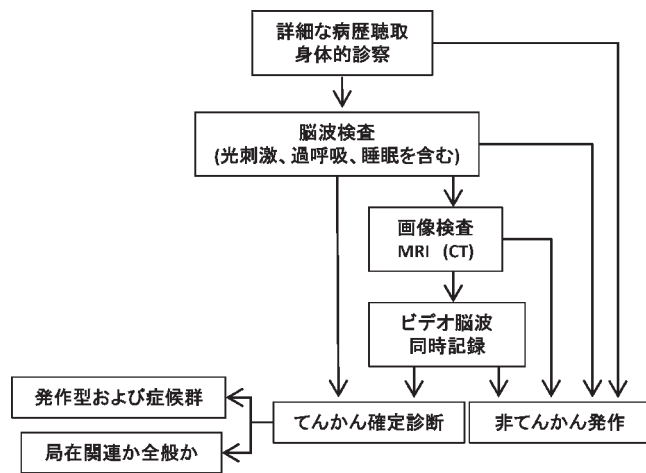 詳細な病歴聴取
身体的診察
脳波検査
(光刺激、過呼吸、睡眠を含む)
画像検査
MRI (CT)
ビデオ脳波
同時記録
発作型および症候群
てんかん確定診断
非てんかん発作
局在関連か全般か